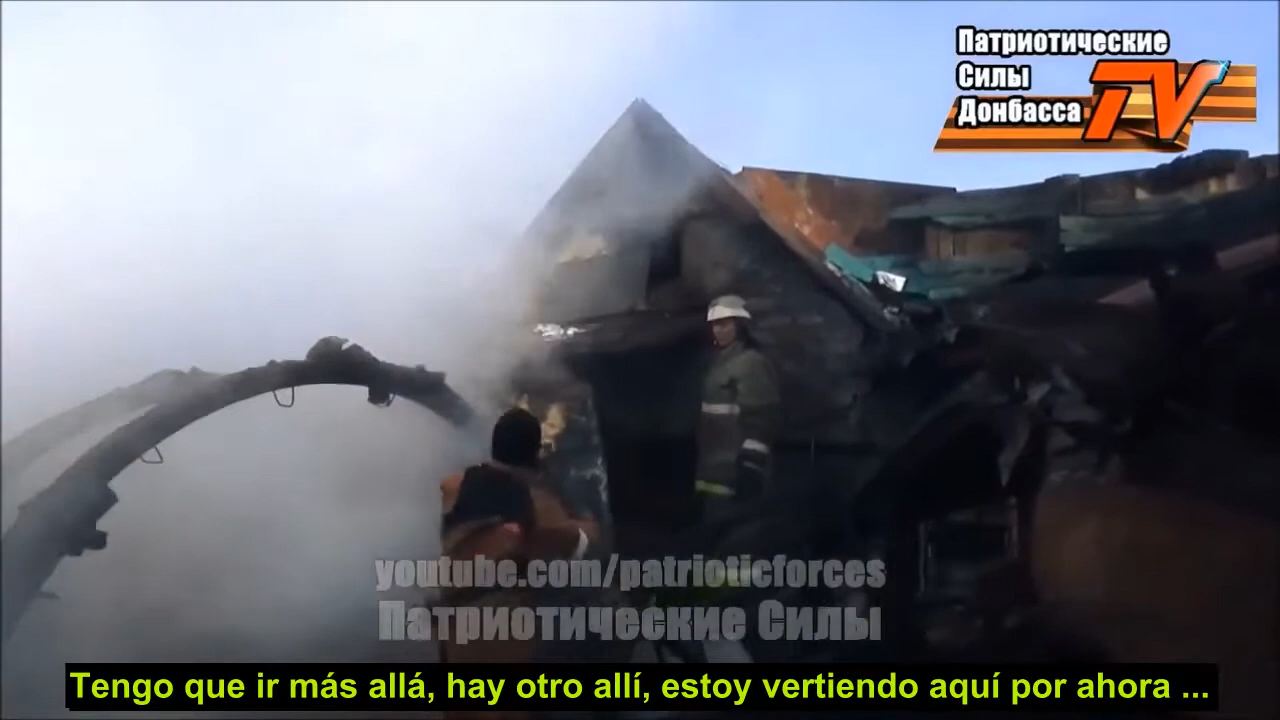 Патриотические
Силы
Донбасса TV
youtube.com/patrioticforces
Патриотические Силы
Tengo que ir más allá, hay otro allí, estoy vertiendo aquí por ahora ...